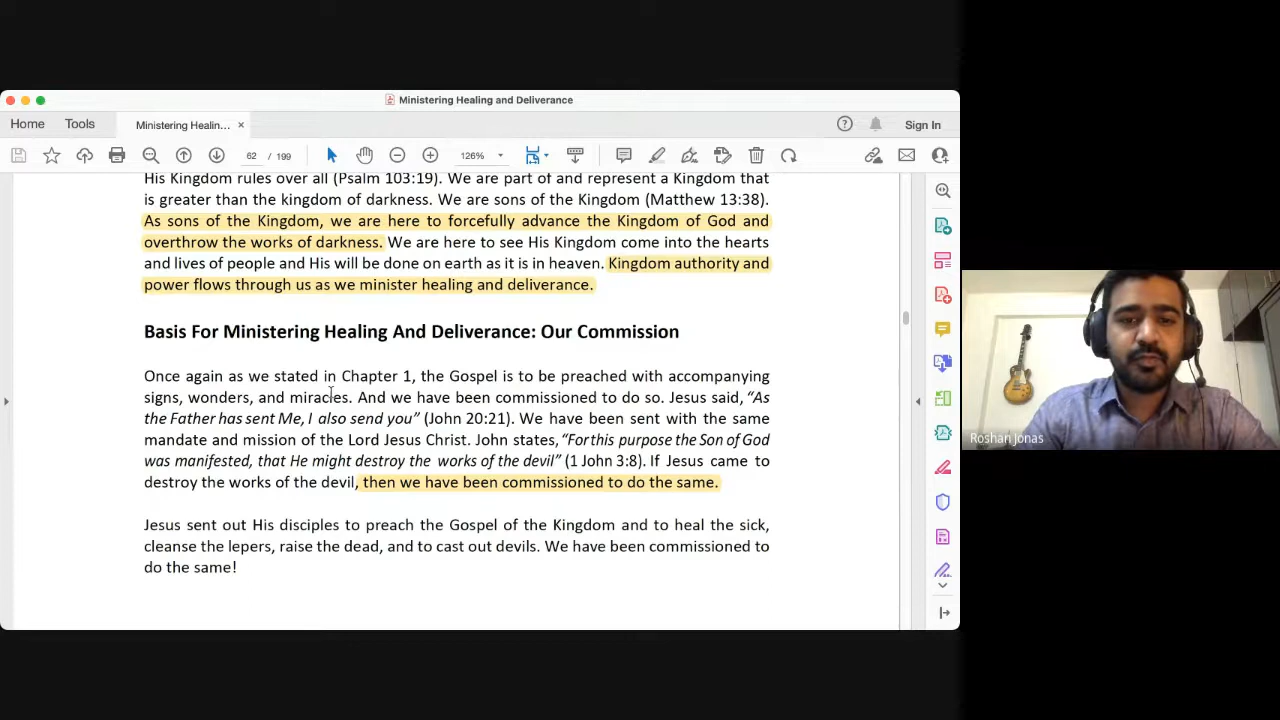 Ministering Healing and Deliverance
Home Tools Ministering Healin... × Sign In
62 / 199 126%
His Kingdom rules over all (Psalm 103:19). We are part of and represent a Kingdom that
is greater than the kingdom of darkness. We are sons of the Kingdom (Matthew 13:38).
As sons of the Kingdom, we are here to forcefully advance the Kingdom of God and
overthrow the works of darkness. We are here to see His Kingdom come into the hearts
and lives of people and His will be done on earth as it is in heaven. Kingdom authority and
power flows through us as we minister healing and deliverance.
Basis For Ministering Healing And Deliverance: Our Commission
Once again as we stated in Chapter 1, the Gospel is to be preached with accompanying
signs, wonders, and miracles. And we have been commissioned to do so. Jesus said, “As
the Father has sent Me, I also send you” (John 20:21). We have been sent with the same
mandate and mission of the Lord Jesus Christ. John states, “For this purpose the Son of God
was manifested, that He might destroy the works of the devil” (1 John 3:8). If Jesus came to
destroy the works of the devil, then we have been commissioned to do the same.
Jesus sent out His disciples to preach the Gospel of the Kingdom and to heal the sick,
cleanse the lepers, raise the dead, and to cast out devils. We have been commissioned to
do the same!
Roshan Jonas